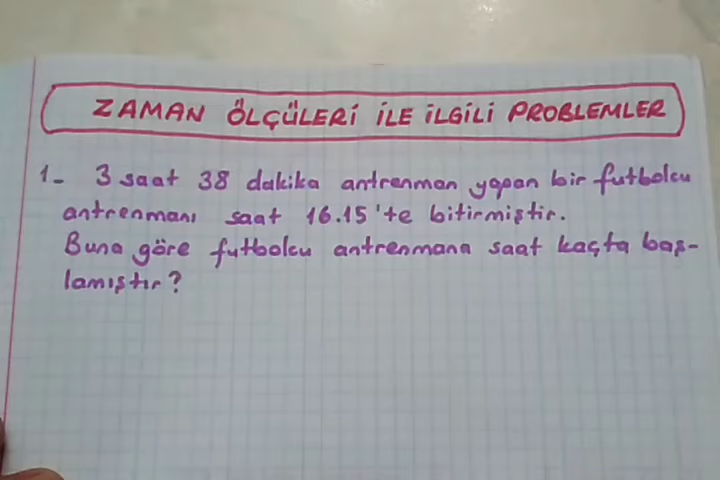 ZAMAN ÖLÇÜLERİ İLE İLGİLİ PROBLEMLER
1- 3 saat 38 dakika antrenman yapan bir futbolcu
antrenmanı saat 16.15'te bitirmiştir.
Buna göre futbolcu antrenmana saat kaçta baş-
lamıştır?